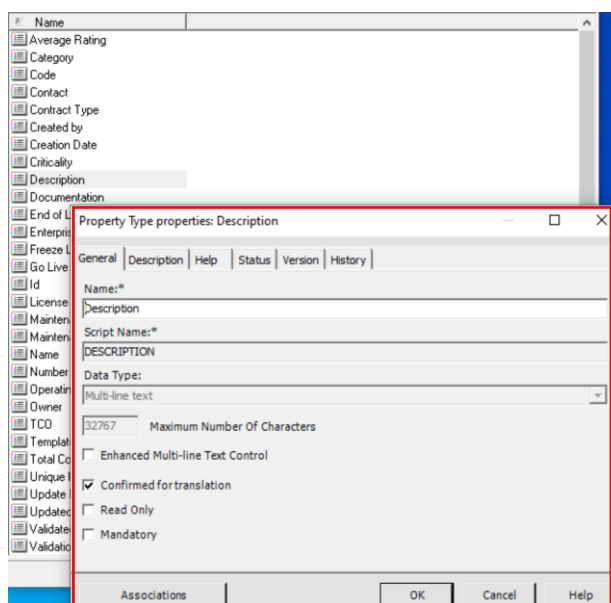 Name
Average Rating
Category
Code
Contact
Contract Type
Created by
Creation Date
Criticality
Description
Documentation
End of L
Enterpris
Freeze L
Go Live
Id
License
Mainten
Mainten
Name
Number
Operatin
Owner
TCO
Templat
Total Co
Unique
Update
Updated
Validate
Validatio
Property Type properties: Description
General Description Help Status Version History
Name:*
Description
Script Name:*
DESCRIPTION
Data Type:
Multi-line text
32767 Maximum Number Of Characters
Enhanced Multi-line Text Control
Confirmed for translation
Read Only
Mandatory
Associations OK Cancel Help